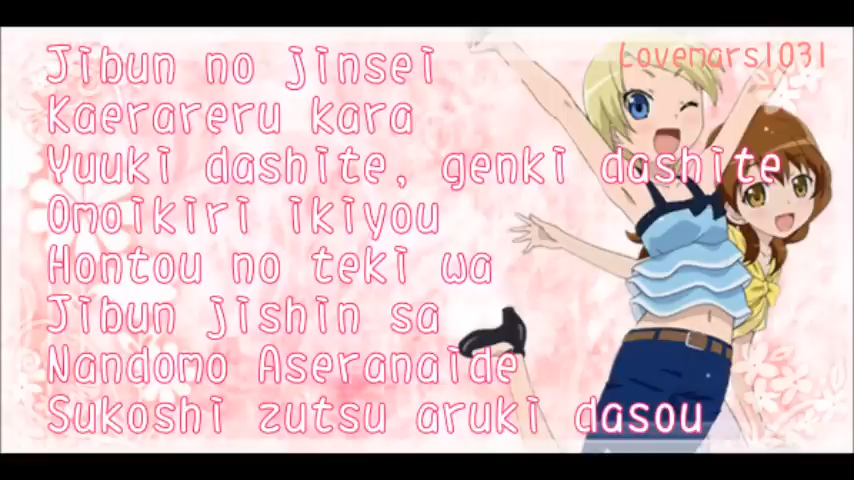 Lovemars1031
Jibun no jinsei
Kaerareru kara
Yuuki dashite, genki dashite
Omoikiri ikiyou
Hontou no teki wa
Jibun jishin sa
Nandomo Aseranaide
Sukoshi zutsu aruki dasou